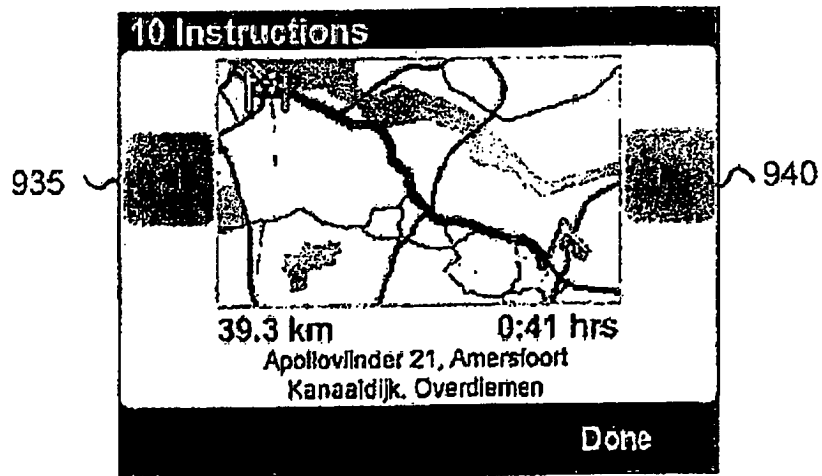 10 Instructions
935
940
39.3 km 0:41 hrs
Apollovlinder 21, Amersfoort
Kanaaldijk, Overdiemen
Done